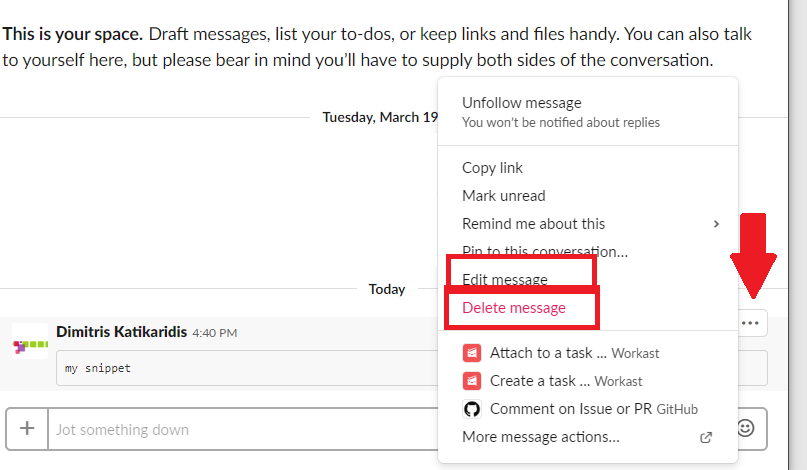 This is your space. Draft messages, list your to-dos, or keep links and files handy. You can also talk
to yourself here, but please bear in mind you'll have to supply both sides of the conversation.
Unfollow message
You won't be notified about replies
Tuesday, March 19
Copy link
Mark unread
Remind me about this
Pin to this conversation...
Edit message
Today
Delete message
Dimitris Katikaridis 4:40 PM
my snippet
Attach to a task ... Workast
Create a task ... Workast
Comment on Issue or PR GitHub
More message actions...
Jot something down